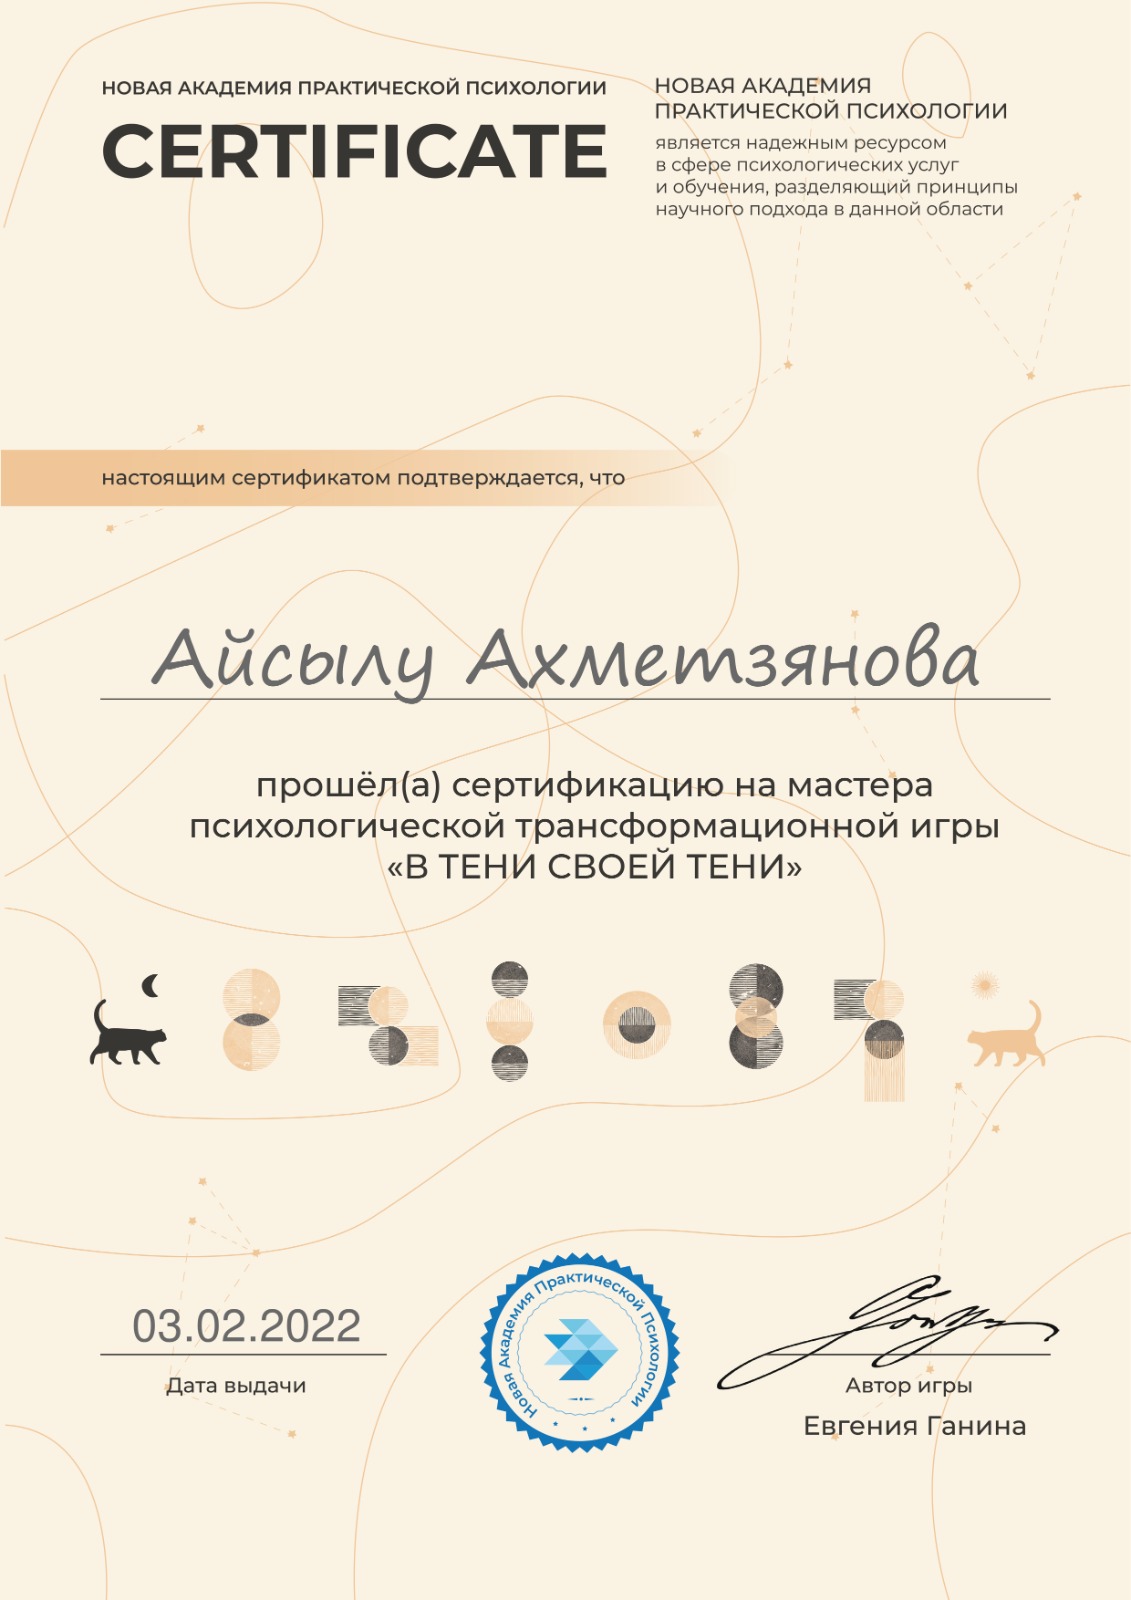 НОВАЯ АКАДЕМИЯ ПРАКТИЧЕСКОЙ ПСИХОЛОГИИ
CERTIFICATE
НОВАЯ АКАДЕМИЯ
ПРАКТИЧЕСКОЙ ПСИХОЛОГИИ
является надежным ресурсом
в сфере психологических услуг
и обучения, разделяющий принципы
научного подхода в данной области
настоящим сертификатом подтверждается, что
Айсылу Ахметзянова
прошёл(а) сертификацию на мастера
психологической трансформационной игры
«В ТЕНИ СВОЕЙ ТЕНИ»
03.02.2022
Дата выдачи
Новая Академия Практической Психологии
Автор игры
Евгения Ганина